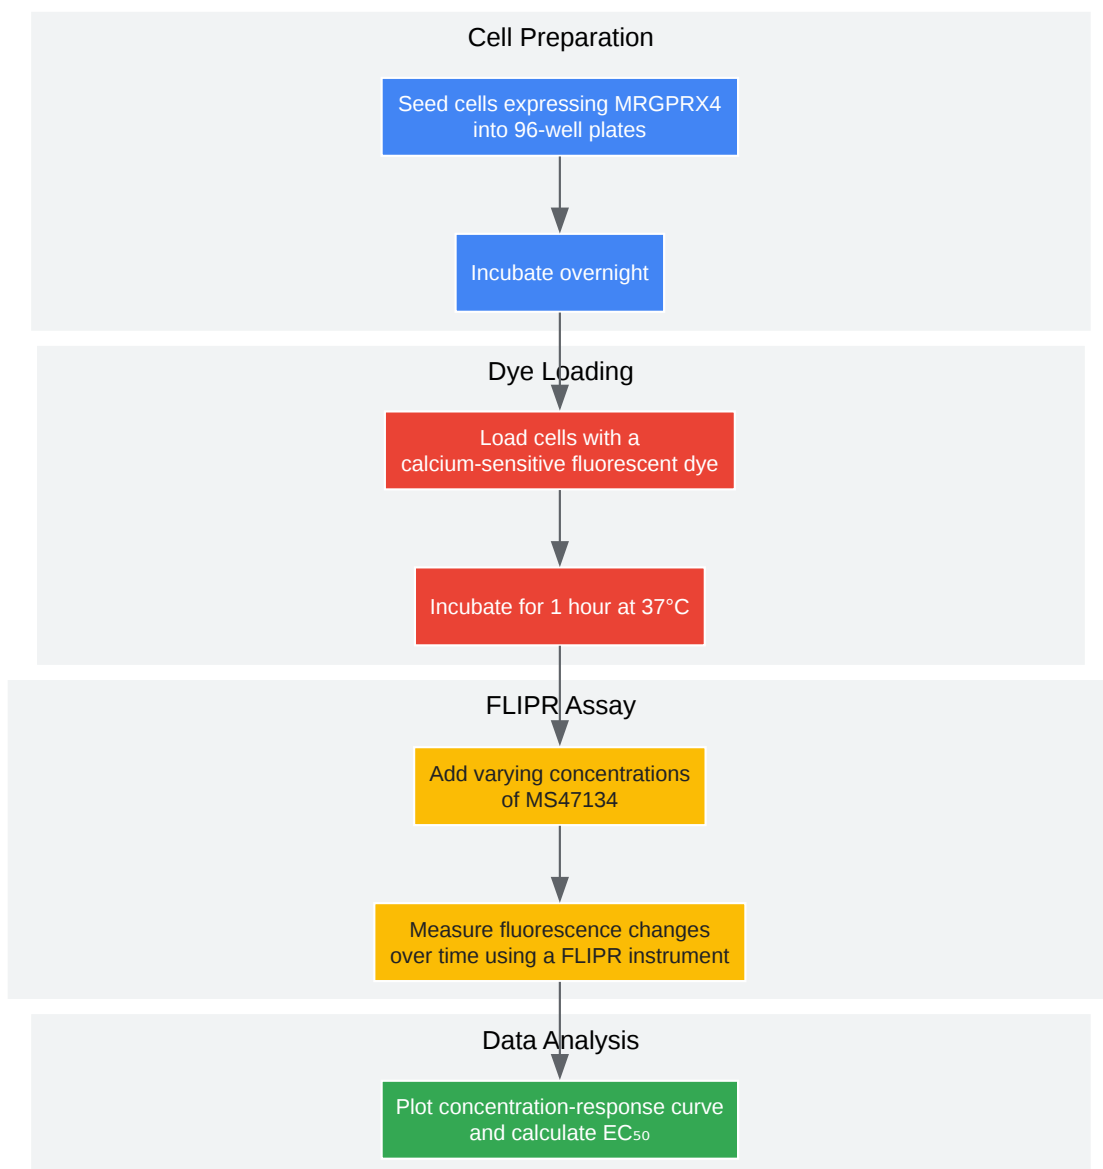 Cell Preparation
Seed cells expressing MRGPRX4
into 96-well plates
Incubate overnight
Dye Loading
Load cells with a
calcium-sensitive fluorescent dye
Incubate for 1 hour at 37°C
FLIPR Assay
Add varying concentrations
of MS47134
Measure fluorescence changes
over time using a FLIPR instrument
Data Analysis
Plot concentration-response curve
and calculate EC₅₀